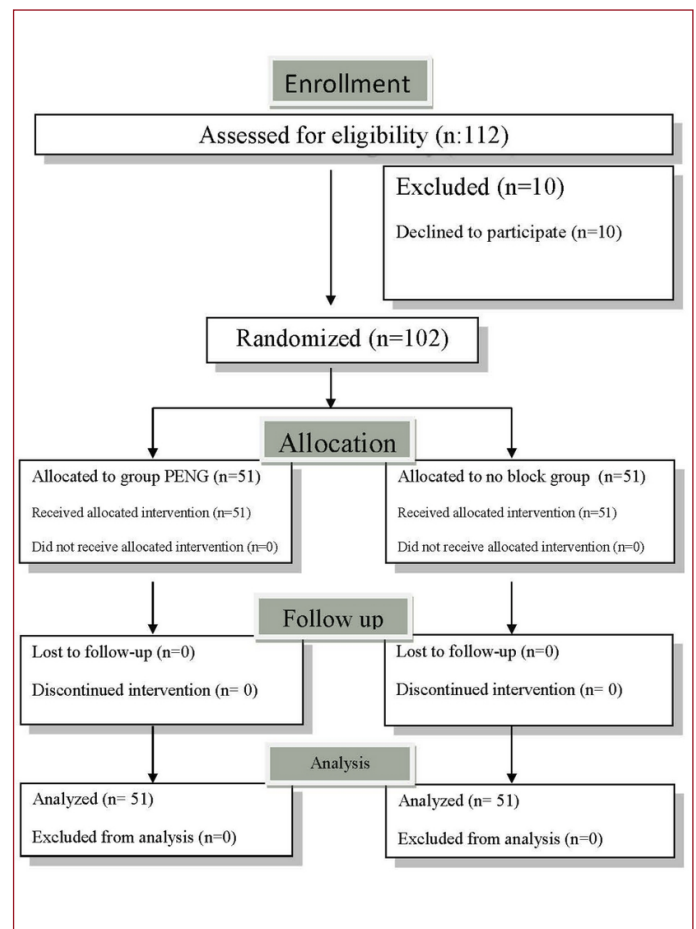 Enrollment
Assessed for eligibility (n:112)
Excluded (n=10)
Declined to participate (n=10)
Randomized (n=102)
Allocation
Allocated to group PENG (n=51)
Received allocated intervention (n=51)
Did not receive allocated intervention (n=0)
Allocated to no block group (n=51)
Received allocated intervention (n=51)
Did not receive allocated intervention (n=0)
Follow up
Lost to follow-up (n=0)
Discontinued intervention (n= 0)
Lost to follow-up (n=0)
Discontinued intervention (n= 0)
Analysis
Analyzed (n= 51)
Excluded from analysis (n=0)
Analyzed (n= 51)
Excluded from analysis (n=0)